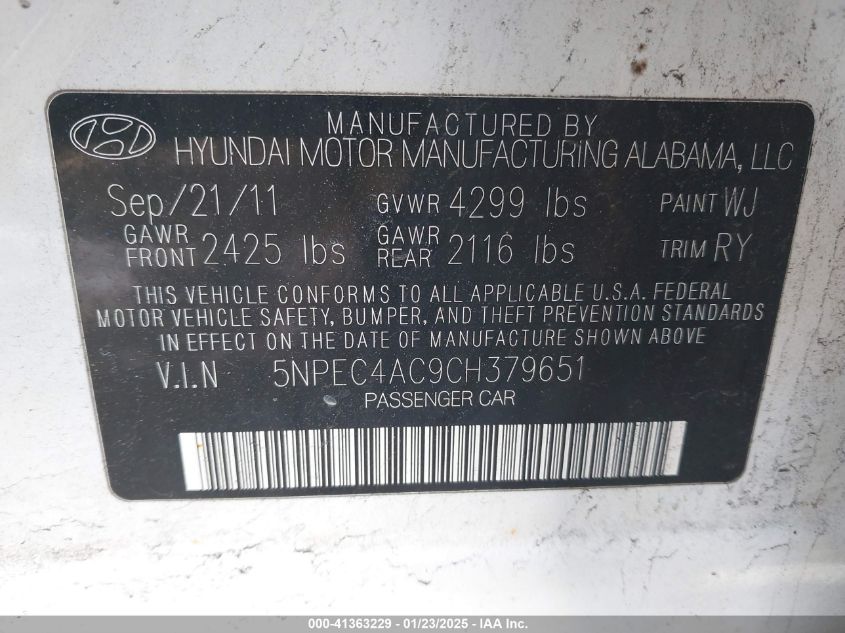 MANUFACTURED BY
HYUNDAI MOTOR MANUFACTURING ALABAMA, LLC
Sep/21/11 GVWR 4299 lbs PAINT WJ
GAWR FRONT 2425 lbs GAWR REAR 2116 lbs TRIM RY
THIS VEHICLE CONFORMS TO ALL APPLICABLE U.S.A. FEDERAL
MOTOR VEHICLE SAFETY, BUMPER, AND THEFT PREVENTION STANDARDS
IN EFFECT ON THE DATE OF MANUFACTURE SHOWN ABOVE
V.I.N 5NPEC4AC9CH379651
PASSENGER CAR
000-41363229 - 01/23/2025 - IAA Inc.